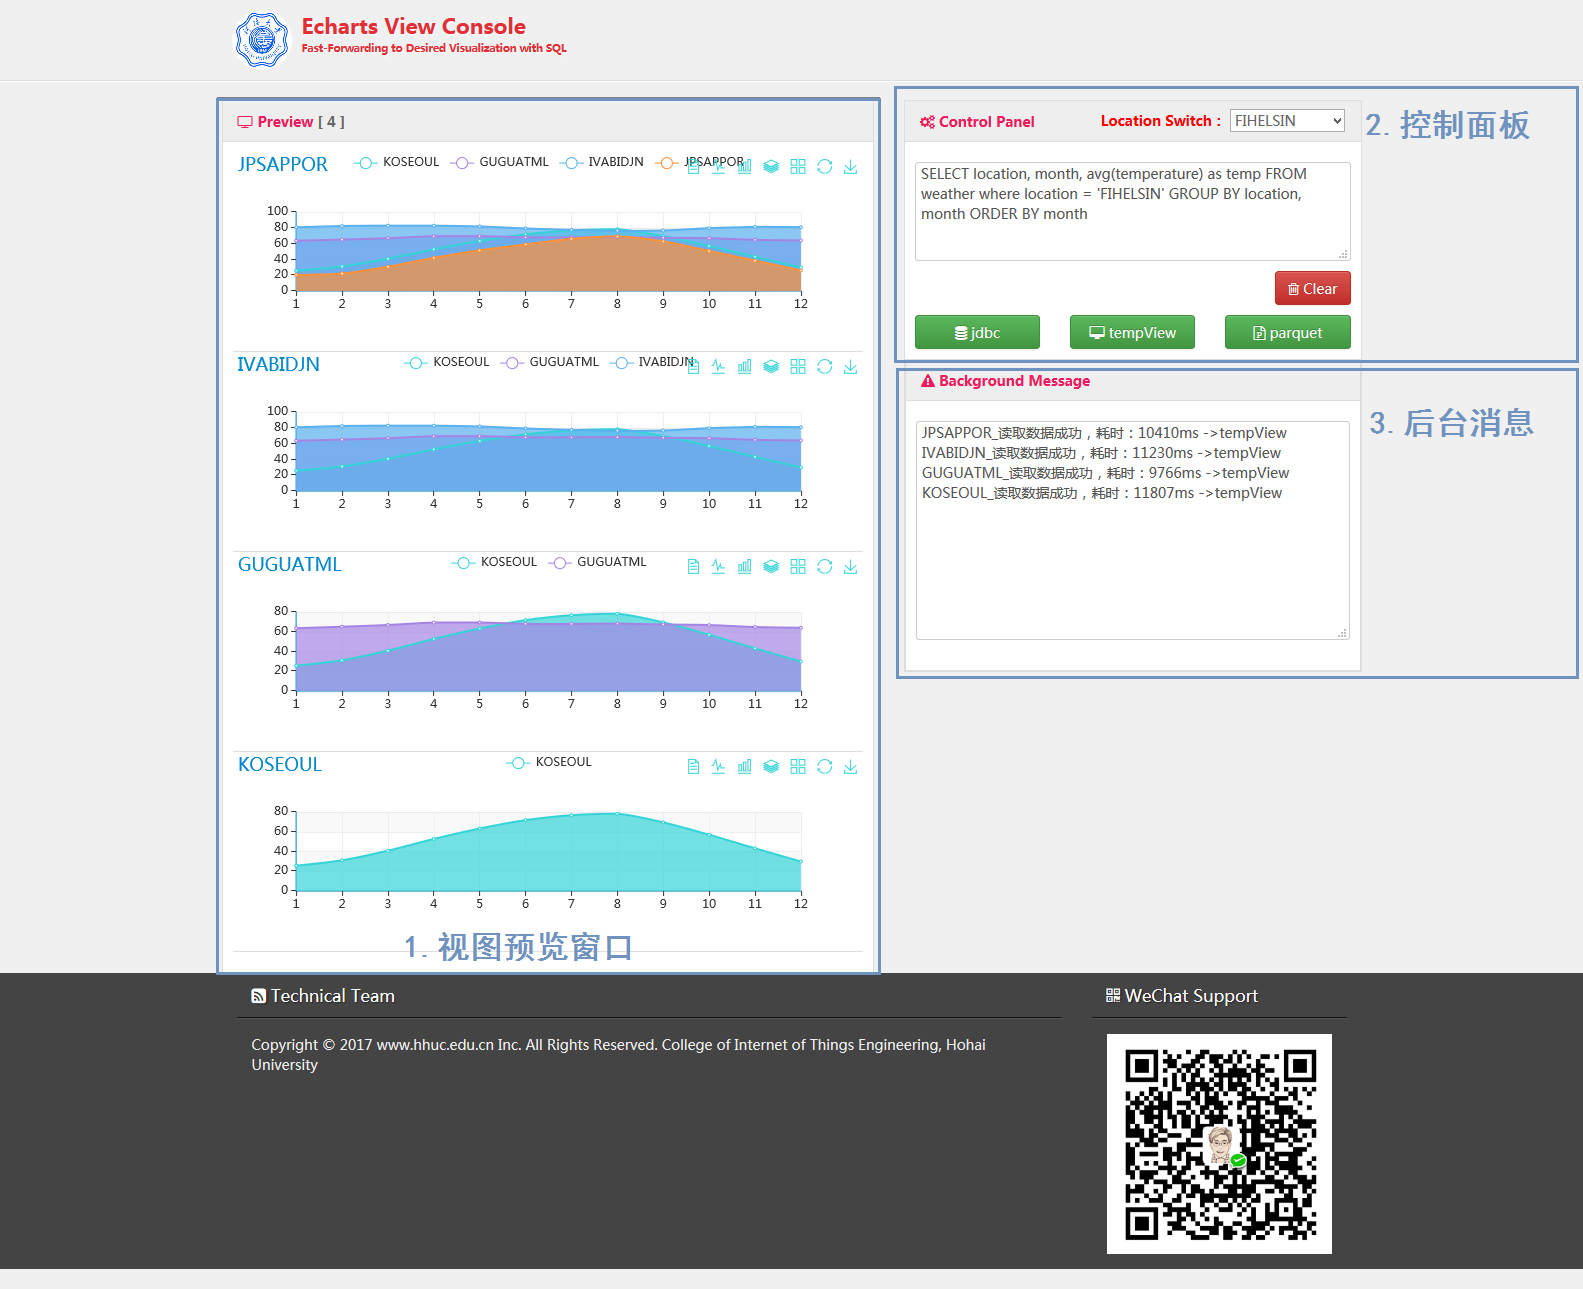 Echarts View Console
Fast-Forwarding to Desired Visualization with SQL
Preview [ 4 ]
JPSAPPOR
KOSEOUL GUGUATML IVABIDJN JPSAPPOR
100
80
60
40
20
0
1 2 3 4 5 6 7 8 9 10 11 12
IVABIDJN
KOSEOUL GUGUATML IVABIDJN
100
80
60
40
20
0
1 2 3 4 5 6 7 8 9 10 11 12
GUGUATML
KOSEOUL GUGUATML
80
60
40
20
0
1 2 3 4 5 6 7 8 9 10 11 12
KOSEOUL
KOSEOUL
80
60
40
20
0
1 2 3 4 5 6 7 8 9 10 11 12
1. 视图预览窗口
Control Panel
Location Switch : FIHELSIN
2. 控制面板
SELECT location, month, avg(temperature) as temp FROM
weather where location = 'FIHELSIN' GROUP BY location,
month ORDER BY month
Clear
jdbc tempView parquet
Background Message
3. 后台消息
JPSAPPOR_读取数据成功，耗时：10410ms ->tempView
IVABIDJN_读取数据成功，耗时：11230ms ->tempView
GUGUATML_读取数据成功，耗时：9766ms ->tempView
KOSEOUL_读取数据成功，耗时：11807ms ->tempView
Technical Team
Copyright © 2017 www.hhuc.edu.cn Inc. All Rights Reserved. College of Internet of Things Engineering, Hohai
University
WeChat Support